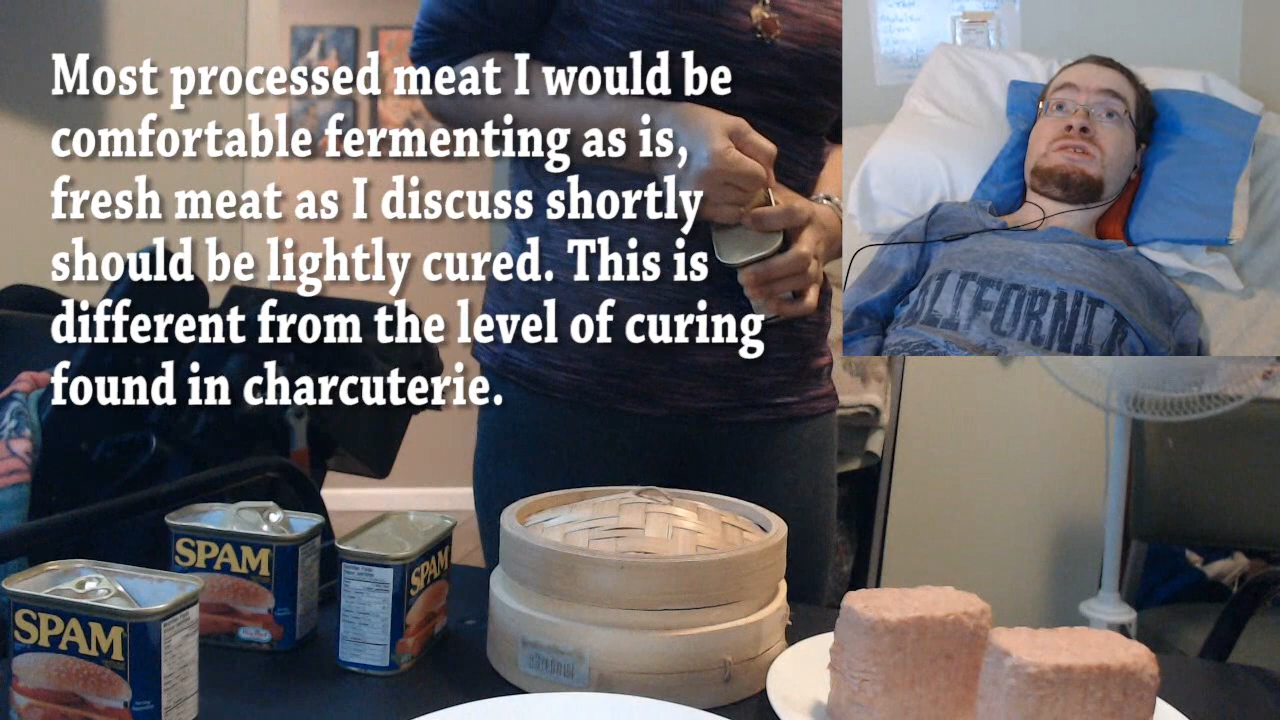 Most processed meat I would be
comfortable fermenting as is,
fresh meat as I discuss shortly
should be lightly cured. This is
different from the level of curing
found in charcuterie.
CALIFORNI
SPAM
SPAM
SPAM